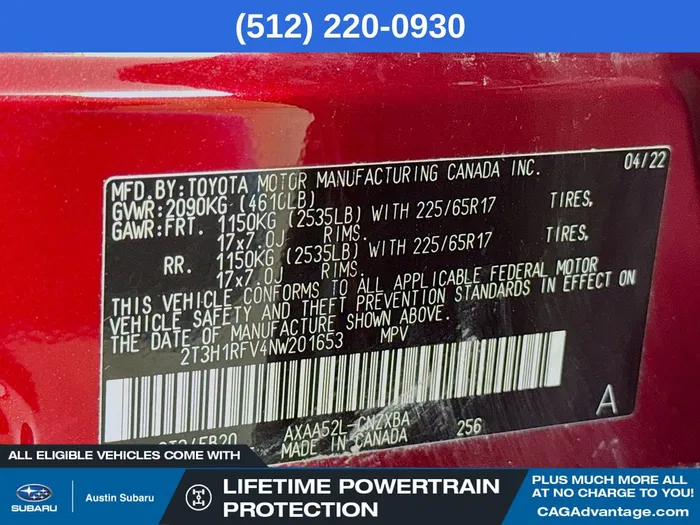 (512) 220-0930
MFD. BY: TOYOTA MOTOR MANUFACTURING CANADA INC. 04/22
GVWR: 2090KG (4610LB)
GAWR: FRT. 1150KG (2535LB) WITH 225/65R17 TIRES,
17x7.0J RIMS.
RR. 1150KG (2535LB) WITH 225/65R17 TIRES,
17x7.0J RIMS.
THIS VEHICLE CONFORMS TO ALL APPLICABLE FEDERAL MOTOR
VEHICLE SAFETY AND THEFT PREVENTION STANDARDS IN EFFECT ON
THE DATE OF MANUFACTURE SHOWN ABOVE.
2T3H1RFV4NW201653 MPV
AXAA52L-CNZXBA 256
MADE IN CANADA
A
ALL ELIGIBLE VEHICLES COME WITH
SUBARU
Austin Subaru
LIFETIME POWERTRAIN
PROTECTION
PLUS MUCH MORE ALL
AT NO CHARGE TO YOU!
CAGAdvantage.com